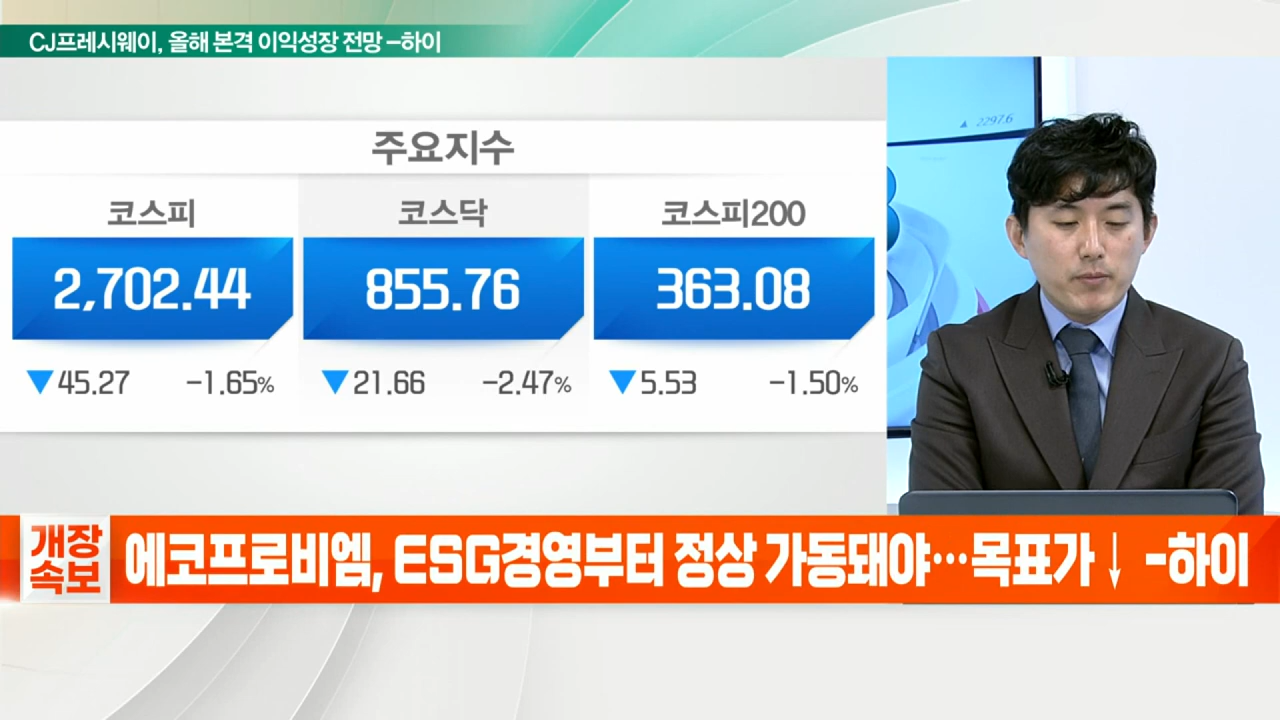 CJ프레시웨이, 올해 본격 이익성장 전망 -하이
주요지수
코스피 코스닥 코스피200
2,702.44 855.76 363.08
▼45.27 -1.65% ▼21.66 -2.47% ▼5.53 -1.50%
▲ 2297.6
개장
속보
에코프로비엠, ESG경영부터 정상 가동돼야…목표가↓ -하이